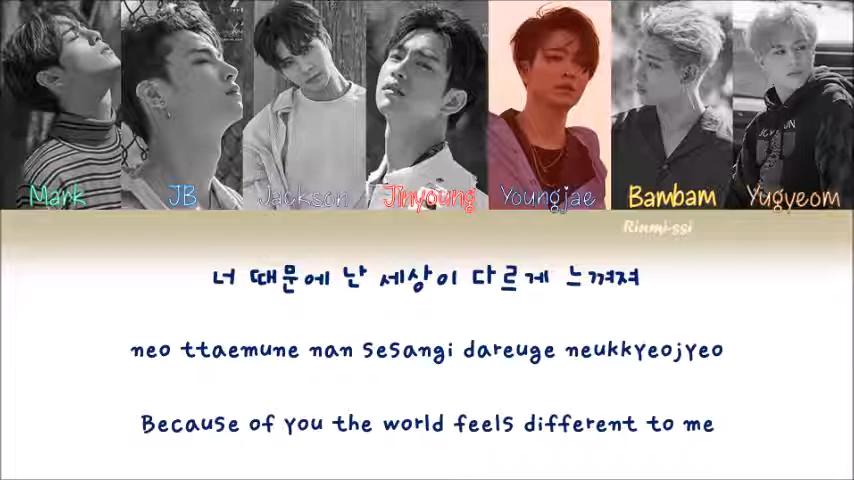 Mark JB Jackson Jinyoung Youngjae Bambam Yugyeom
Rinmi-ssi
너 때문에 난 세상이 다르게 느껴져
neo ttaemune nan sesangi dareuge neukkyeojyeo
Because of you the world feels different to me